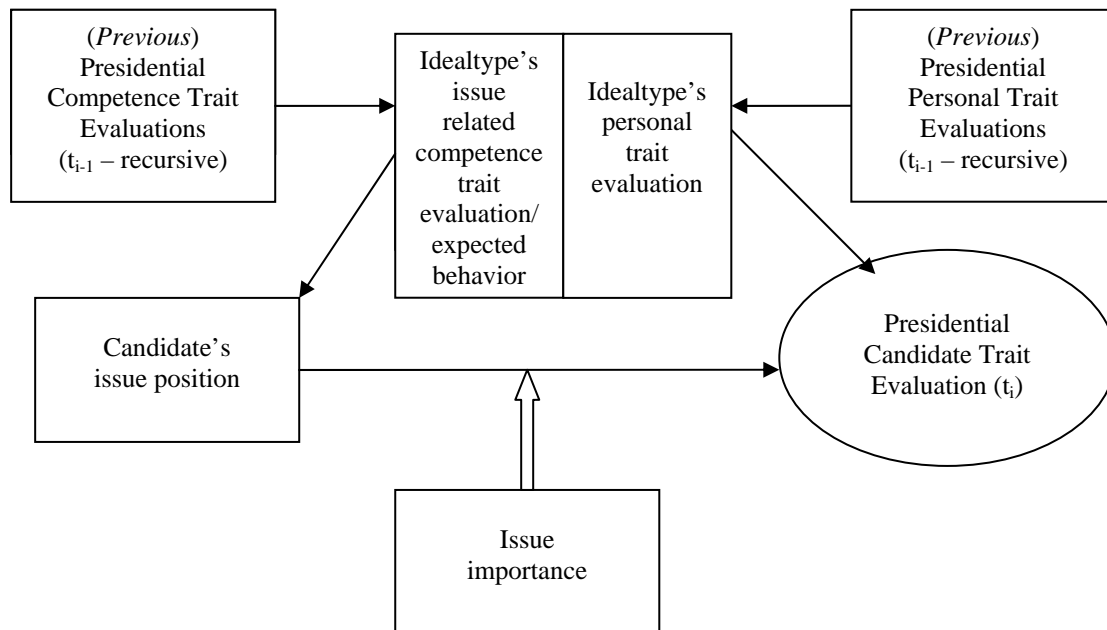 (Previous)
Presidential
Competence Trait
Evaluations
(ti-1 – recursive)
Idealtype's
issue
related
competence
trait
evaluation/
expected
behavior
Idealtype's
personal
trait
evaluation
(Previous)
Presidential
Personal Trait
Evaluations
(ti-1 – recursive)
Candidate's
issue position
Presidential
Candidate Trait
Evaluation (ti)
Issue
importance